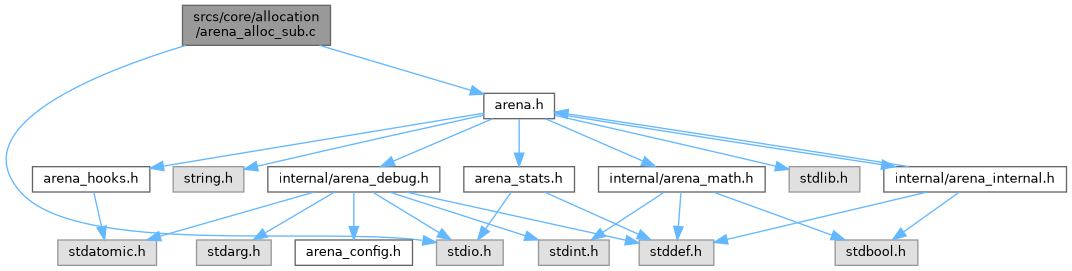 srcs/core/allocation
/arena_alloc_sub.c
arena.h
arena_hooks.h
string.h
internal/arena_debug.h
arena_stats.h
internal/arena_math.h
stdlib.h
internal/arena_internal.h
stdatomic.h
stdarg.h
arena_config.h
stdio.h
stdint.h
stddef.h
stdbool.h